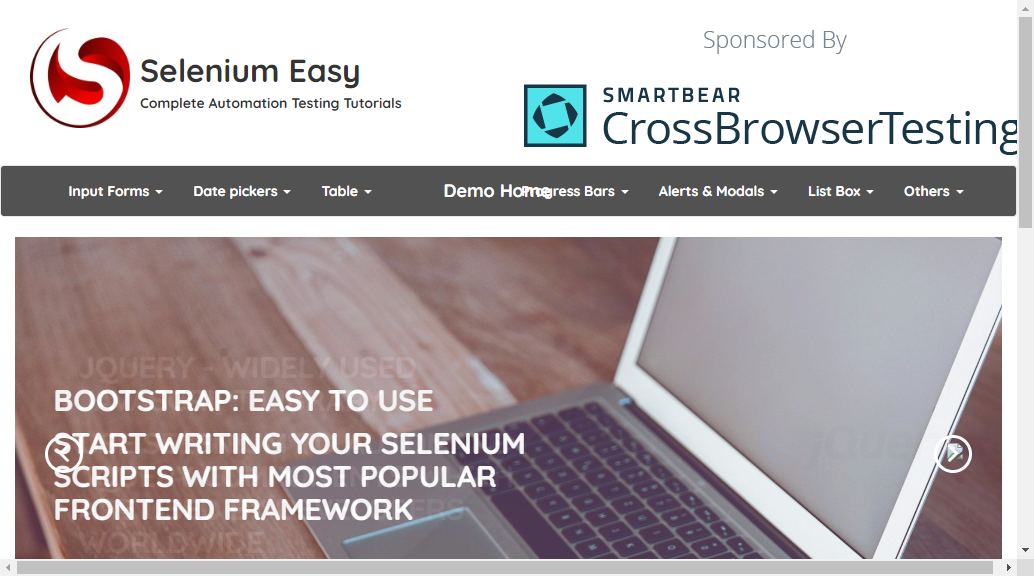 Sponsored By
Selenium Easy
Complete Automation Testing Tutorials
SMARTBEAR
CrossBrowserTesting
Input Forms
Date pickers
Table
Demo Home
Progress Bars
Alerts & Modals
List Box
Others
JQUERY - WIDELY USED
BOOTSTRAP: EASY TO USE
START WRITING YOUR SELENIUM
SCRIPTS WITH MOST POPULAR
FRONTEND FRAMEWORK
WORLDWIDE